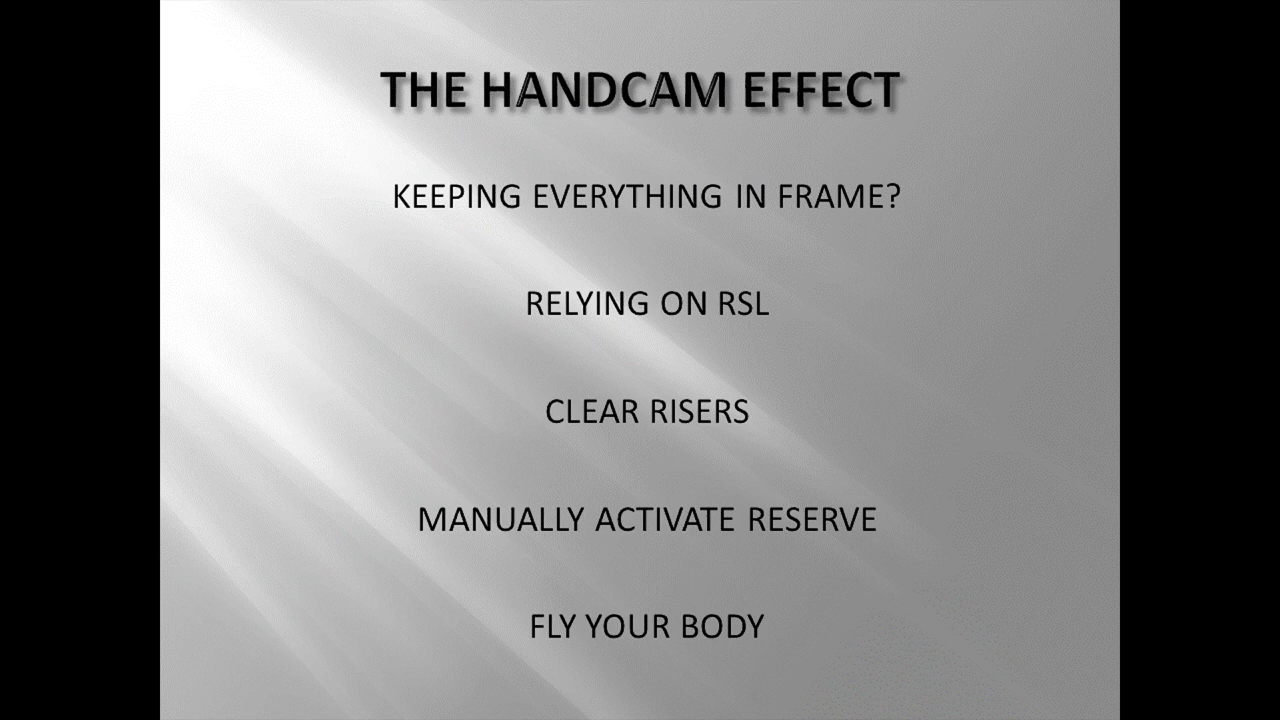 THE HANDCAM EFFECT
KEEPING EVERYTHING IN FRAME?
RELYING ON RSL
CLEAR RISERS
MANUALLY ACTIVATE RESERVE
FLY YOUR BODY